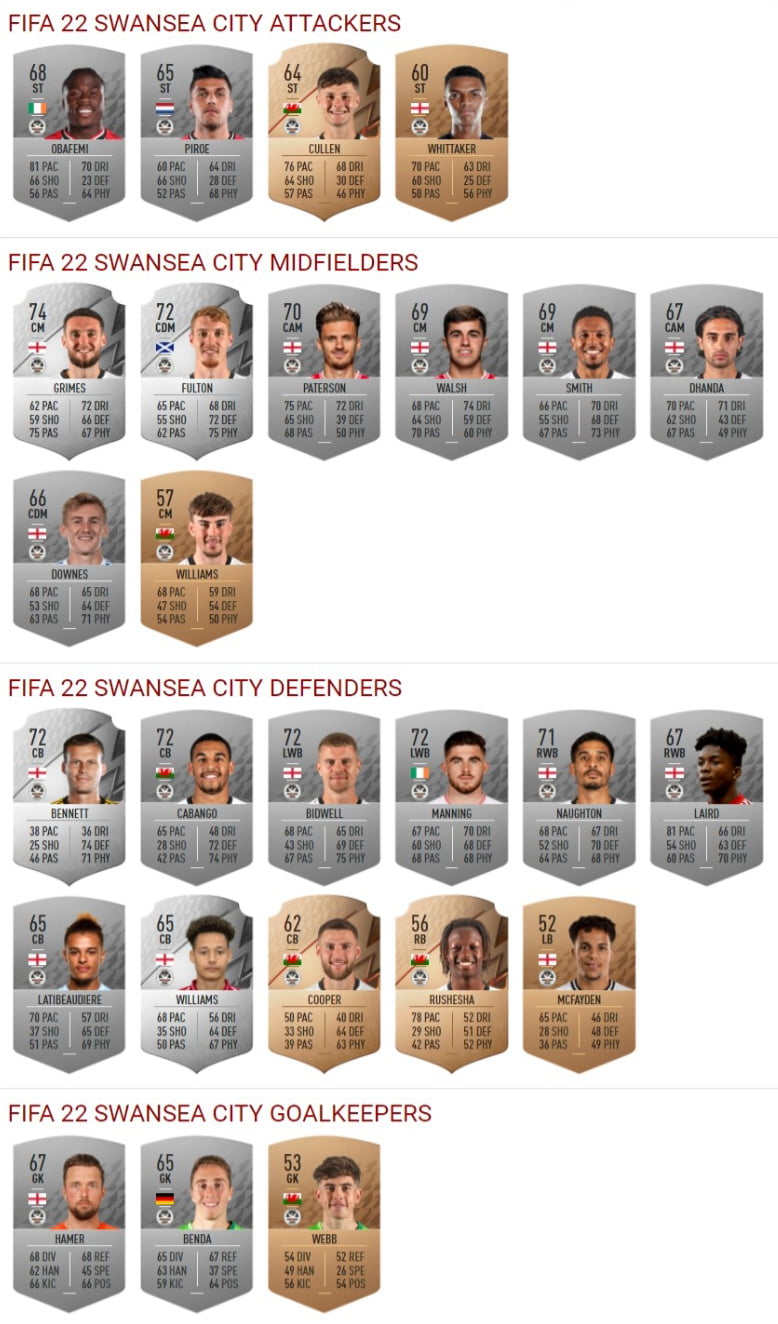 FIFA 22 SWANSEA CITY ATTACKERS
68 65 64 60
ST ST ST ST
OBAFEMI PIROE CULLEN WHITTAKER
81 PAC 70 DRI 60 PAC 64 DRI 76 PAC 68 DRI 70 PAC 63 DRI
66 SHO 23 DEF 66 SHO 28 DEF 64 SHO 30 DEF 60 SHO 25 DEF
56 PAS 64 PHY 52 PAS 68 PHY 57 PAS 46 PHY 50 PAS 56 PHY
FIFA 22 SWANSEA CITY MIDFIELDERS
74 72 70 69 69 67
CM CDM CAM CM CM CAM
GRIMES FULTON PATERSON WALSH SMITH DHANDA
62 PAC 72 DRI 65 PAC 68 DRI 75 PAC 72 DRI 68 PAC 74 DRI 66 PAC 70 DRI 70 PAC 71 DRI
59 SHO 66 DEF 55 SHO 72 DEF 65 SHO 39 DEF 64 SHO 59 DEF 55 SHO 68 DEF 62 SHO 43 DEF
75 PAS 67 PHY 62 PAS 75 PHY 68 PAS 50 PHY 70 PAS 60 PHY 67 PAS 73 PHY 67 PAS 49 PHY
66 57
CDM CM
DOWNES WILLIAMS
68 PAC 65 DRI 68 PAC 59 DRI
53 SHO 64 DEF 47 SHO 54 DEF
63 PAS 71 PHY 54 PAS 50 PHY
FIFA 22 SWANSEA CITY DEFENDERS
72 72 72 72 71 67
CB CB LWB LWB RWB RWB
BENNETT CABANGO BIDWELL MANNING NAUGHTON LAIRD
38 PAC 36 DRI 65 PAC 48 DRI 68 PAC 65 DRI 67 PAC 70 DRI 68 PAC 67 DRI 81 PAC 66 DRI
25 SHO 74 DEF 28 SHO 72 DEF 43 SHO 69 DEF 60 SHO 68 DEF 52 SHO 70 DEF 54 SHO 63 DEF
46 PAS 71 PHY 42 PAS 74 PHY 67 PAS 75 PHY 68 PAS 68 PHY 64 PAS 68 PHY 60 PAS 70 PHY
65 65 62 56 52
CB CB CB RB LB
LATIBEAUDIERE WILLIAMS COOPER RUSHESHA MCFAYDEN
70 PAC 57 DRI 68 PAC 56 DRI 50 PAC 40 DRI 78 PAC 52 DRI 65 PAC 46 DRI
37 SHO 65 DEF 35 SHO 64 DEF 33 SHO 64 DEF 29 SHO 51 DEF 28 SHO 48 DEF
51 PAS 69 PHY 50 PAS 67 PHY 39 PAS 63 PHY 42 PAS 52 PHY 36 PAS 49 PHY
FIFA 22 SWANSEA CITY GOALKEEPERS
67 65 53
GK GK GK
HAMER BENDA WEBB
68 DIV 68 REF 65 DIV 67 REF 54 DIV 52 REF
62 HAN 45 SPE 63 HAN 37 SPE 49 HAN 26 SPE
66 KIC 66 POS 59 KIC 64 POS 56 KIC 54 POS